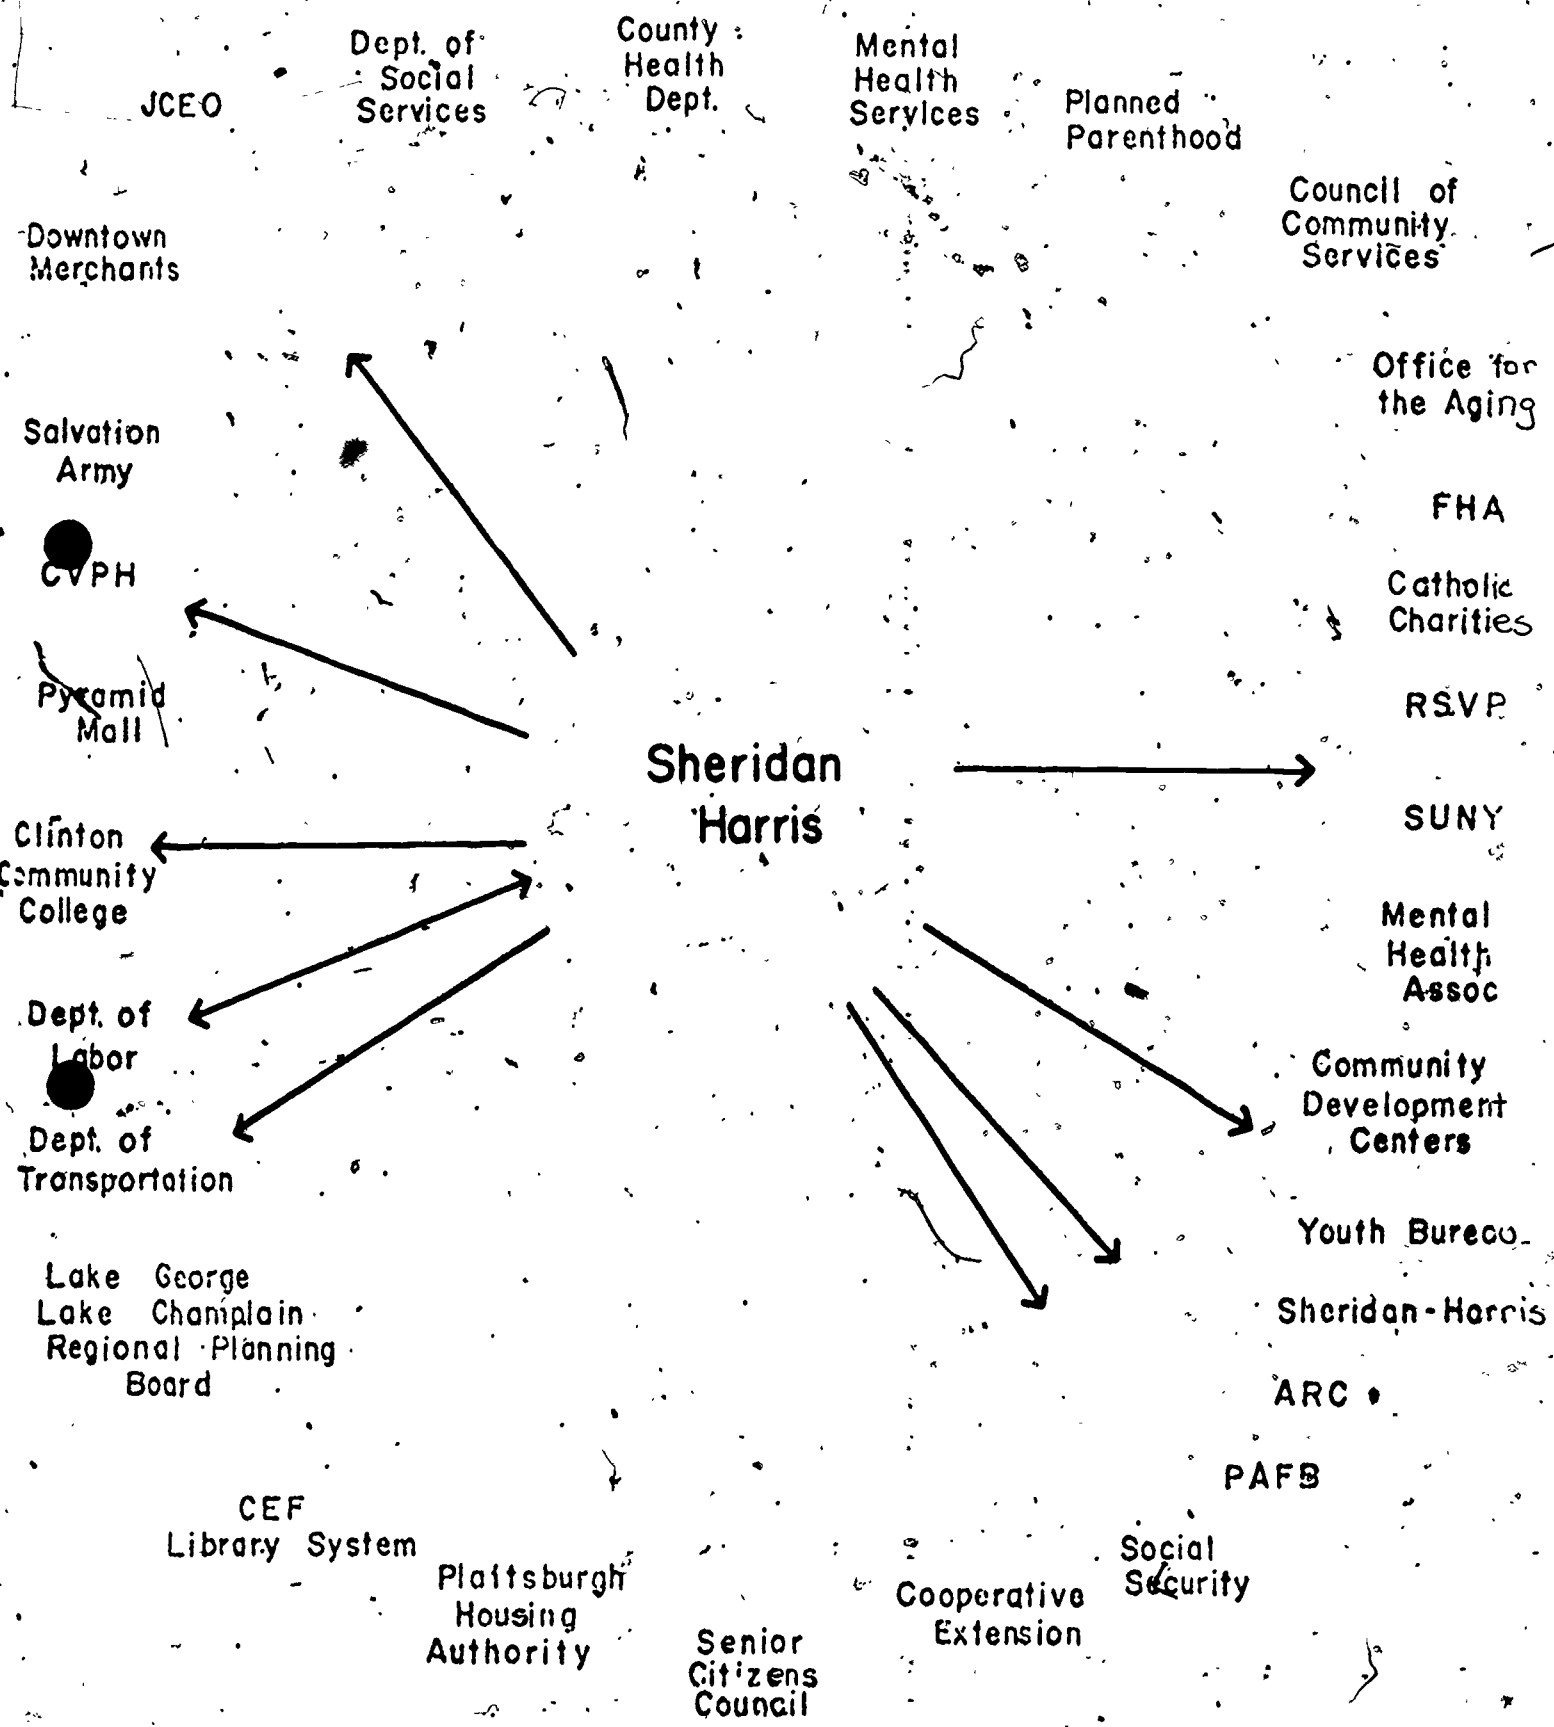 JCEO
Dept. of
Social
Services
County
Health
Dept.
Mental
Health
Services
Planned
Parenthood
Council of
Community
Services
Downtown
Merchants
Office for
the Aging
Salvation
Army
FHA
CVPH
Catholic
Charities
Pyramid
Mall
RSVP
Sheridan
Harris
SUNY
Clinton
Community
College
Mental
Health
Assoc
Dept. of
Labor
Community
Development
Centers
Dept. of
Transportation
Youth Bureau
Lake George
Lake Champlain
Regional Planning
Board
Sheridan-Harris
ARC
PAFB
CEF
Library System
Social
Security
Plattsburgh
Housing
Authority
Cooperative
Extension
Senior
Citizens
Council